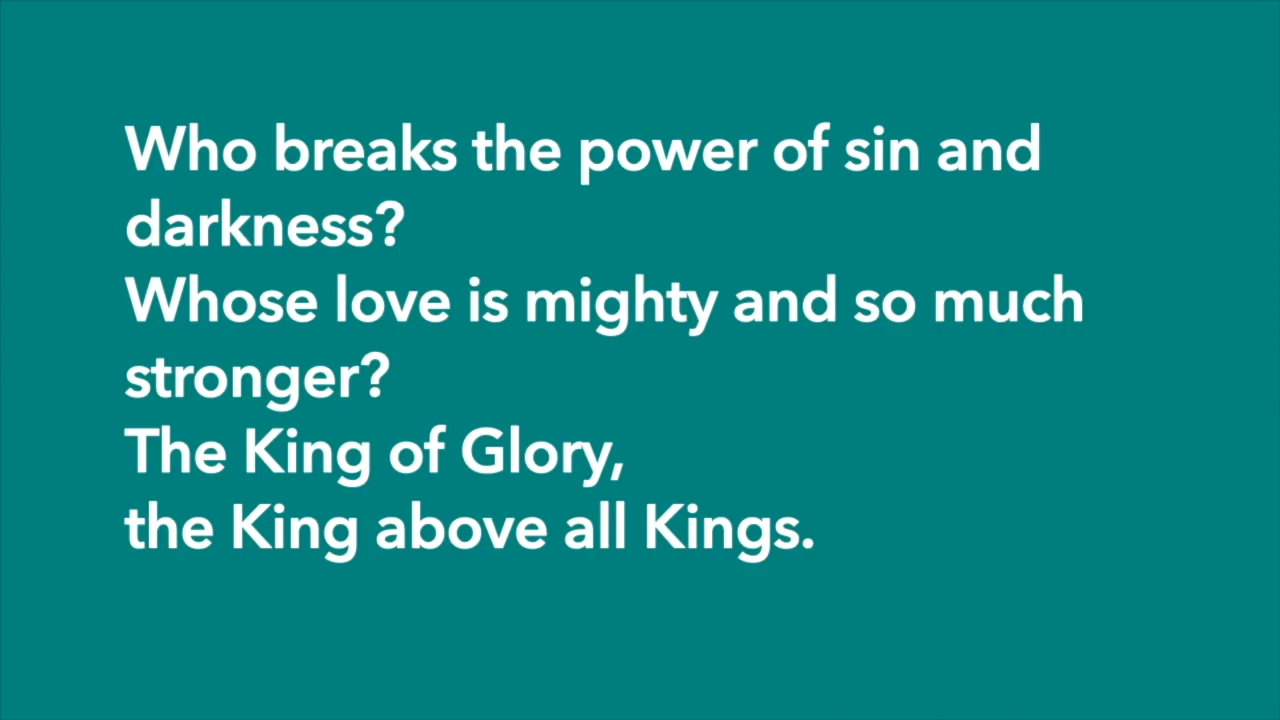 Who breaks the power of sin and
darkness?
Whose love is mighty and so much
stronger?
The King of Glory,
the King above all Kings.